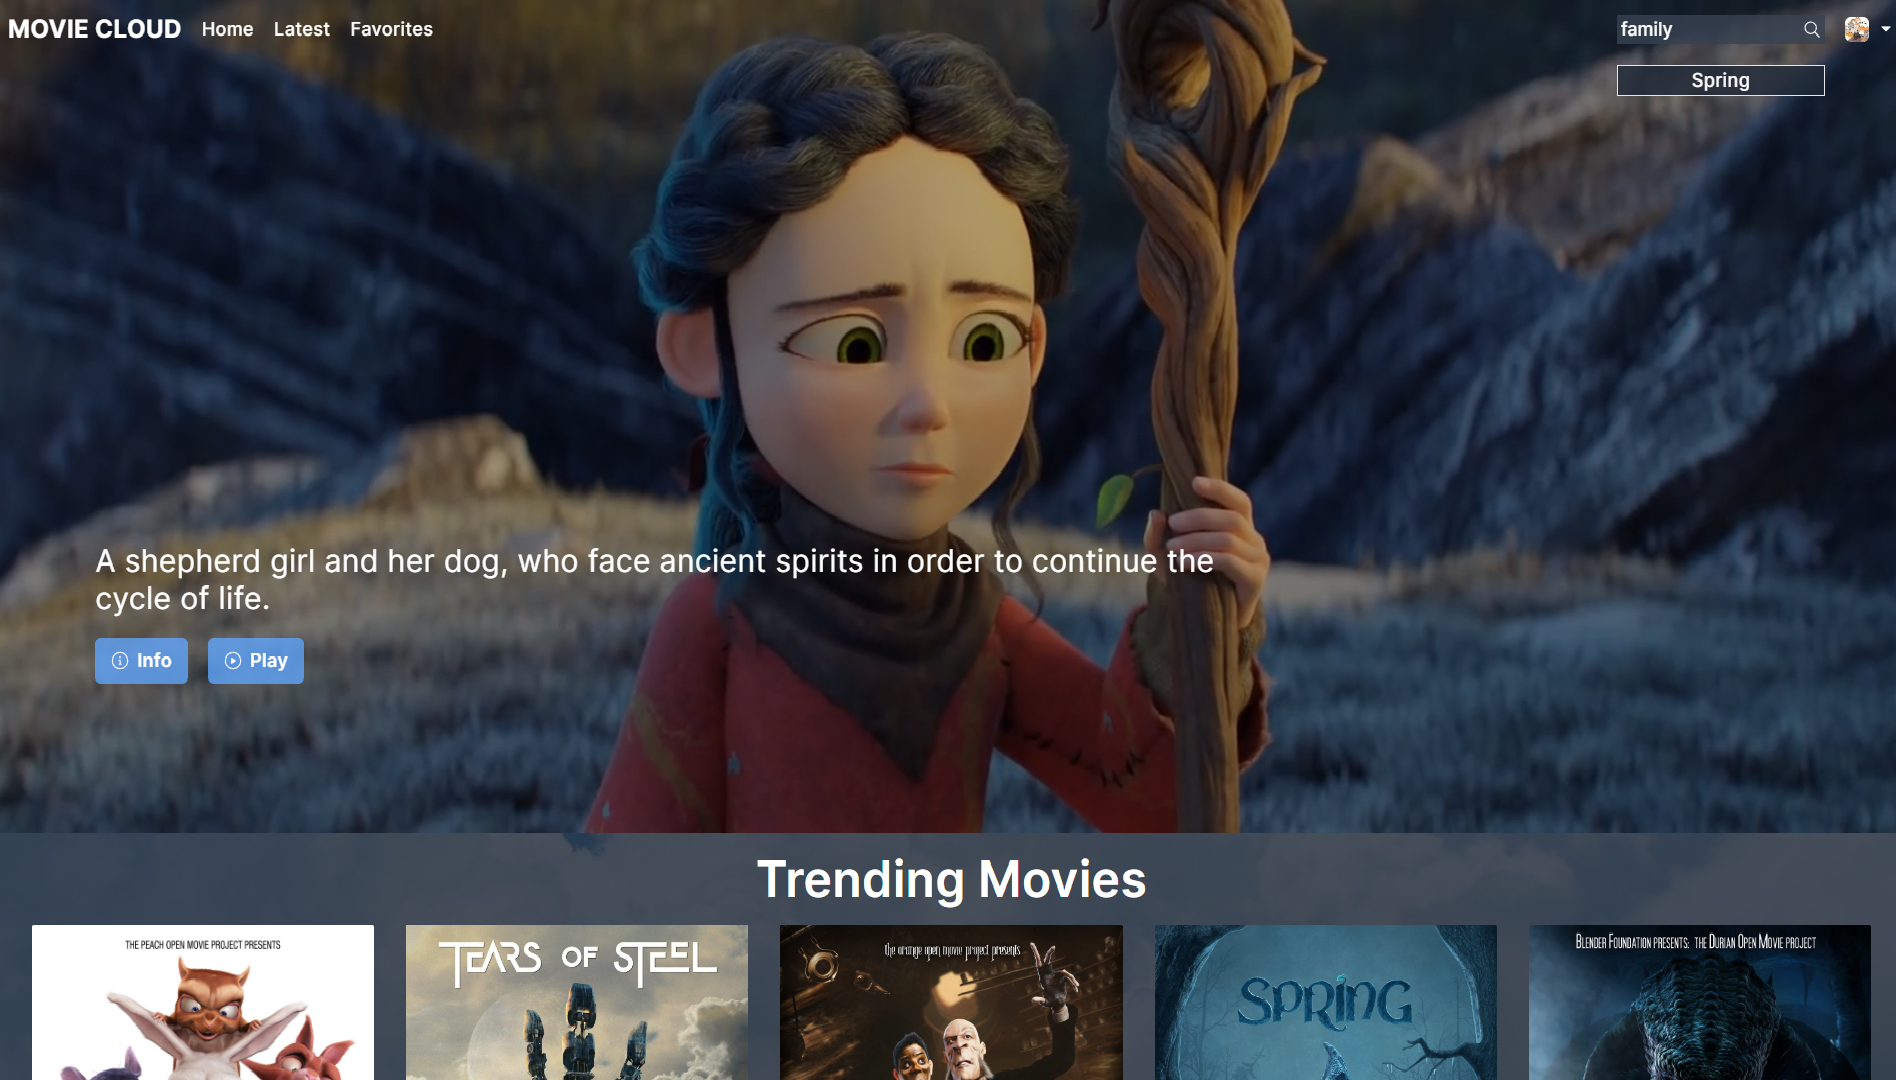 MOVIE CLOUD Home Latest Favorites family
Spring
A shepherd girl and her dog, who face ancient spirits in order to continue the
cycle of life.
Info Play
Trending Movies
THE PEACH OPEN MOVIE PROJECT PRESENTS
TEARS OF STEEL
the orange open movie project presents
SPRING
BLENDER FOUNDATION PRESENTS: THE DURIAN OPEN MOVIE PROJECT